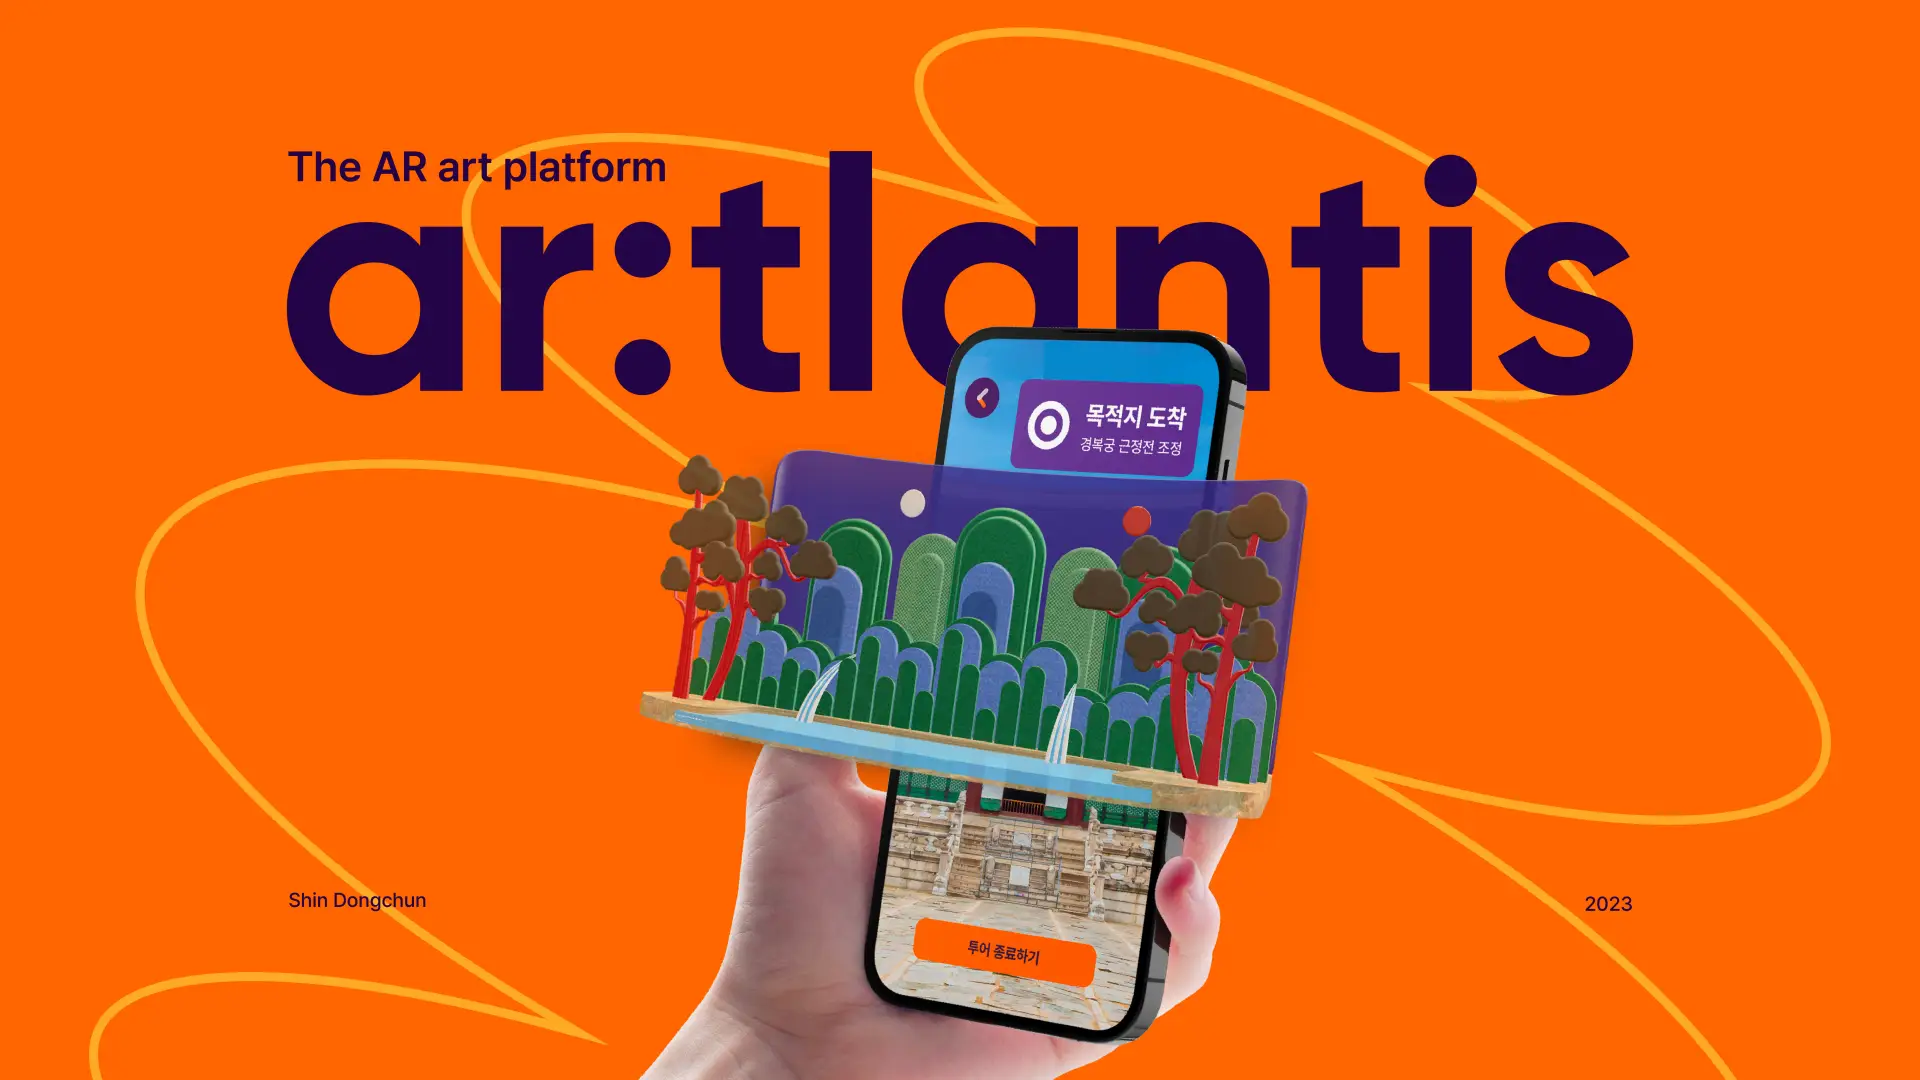 The AR art platform
ar:tlantis
목적지 도착
경복궁 근정전 조정
투어 종료하기
Shin Dongchun
2023